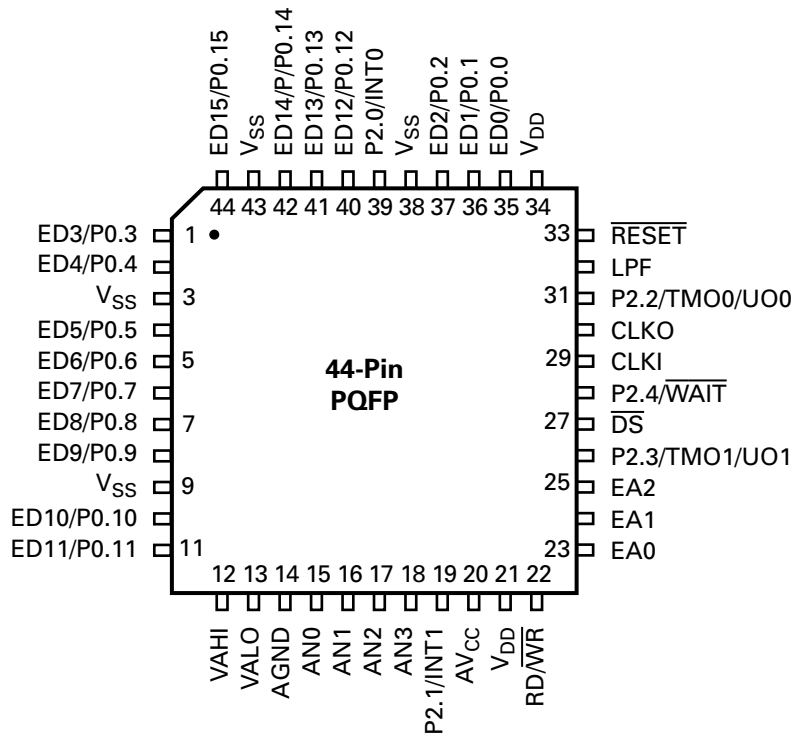 ED15/P0.15
VSS
ED14/P/P0.14
ED13/P0.13
ED12/P0.12
P2.0/INT0
VSS
ED2/P0.2
ED1/P0.1
ED0/P0.0
VDD
44 43 42 41 40 39 38 37 36 35 34
ED3/P0.3 1
ED4/P0.4
VSS 3
ED5/P0.5
ED6/P0.6 5
ED7/P0.7
ED8/P0.8 7
ED9/P0.9
VSS 9
ED10/P0.10
ED11/P0.11 11
44-Pin
PQFP
33 RESET
LPF
31 P2.2/TMO0/UO0
CLKO
29 CLKI
P2.4/WAIT
27 DS
P2.3/TMO1/UO1
25 EA2
EA1
23 EA0
12 13 14 15 16 17 18 19 20 21 22
VAHI
VALO
AGND
AN0
AN1
AN2
AN3
P2.1/INT1
AVCC
VDD
RD/WR